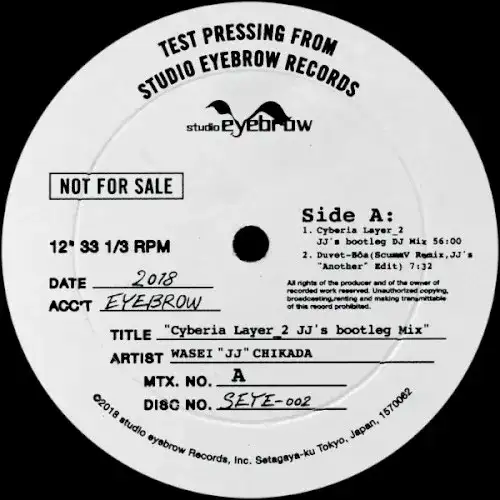 TEST PRESSING FROM
STUDIO EYEBROW RECORDS
studio eyebrow
NOT FOR SALE
12" 33 1/3 RPM
Side A:
1. Cyberia Layer_2
JJ's bootleg DJ Mix 56:00
2. Duvet-Bôa(ScummV Remix,JJ's
"Another" Edit) 7:32
All rights of the producer and of the owner of
recorded work reserved. Unauthorized copying,
broadcasting,renting and making transmittable
of this record prohibited.
DATE 2018
ACC'T EYEBROW
TITLE "Cyberia Layer_2 JJ's bootleg Mix"
ARTIST WASEI "JJ" CHIKADA
MTX. NO. A
DISC NO. SEYE-002
©2018 studio eyebrow Records, Inc. Setagaya-ku Tokyo, Japan, 1570062